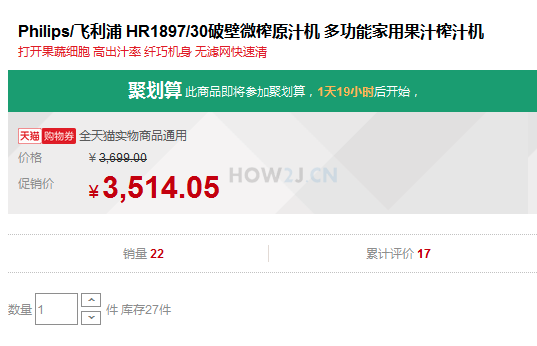 Philips/飞利浦 HR1897/30破壁微榨原汁机 多功能家用果汁榨汁机
打开果蔬细胞 高出汁率 纤巧机身 无滤网快速清
聚划算 此商品即将参加聚划算，1天19小时后开始，
天猫 购物券 全天猫实物商品通用
价格 ¥ 3,699.00
促销价 ¥ 3,514.05
HOW2J.CN
销量 22 累计评价 17
数量 1 件 库存27件